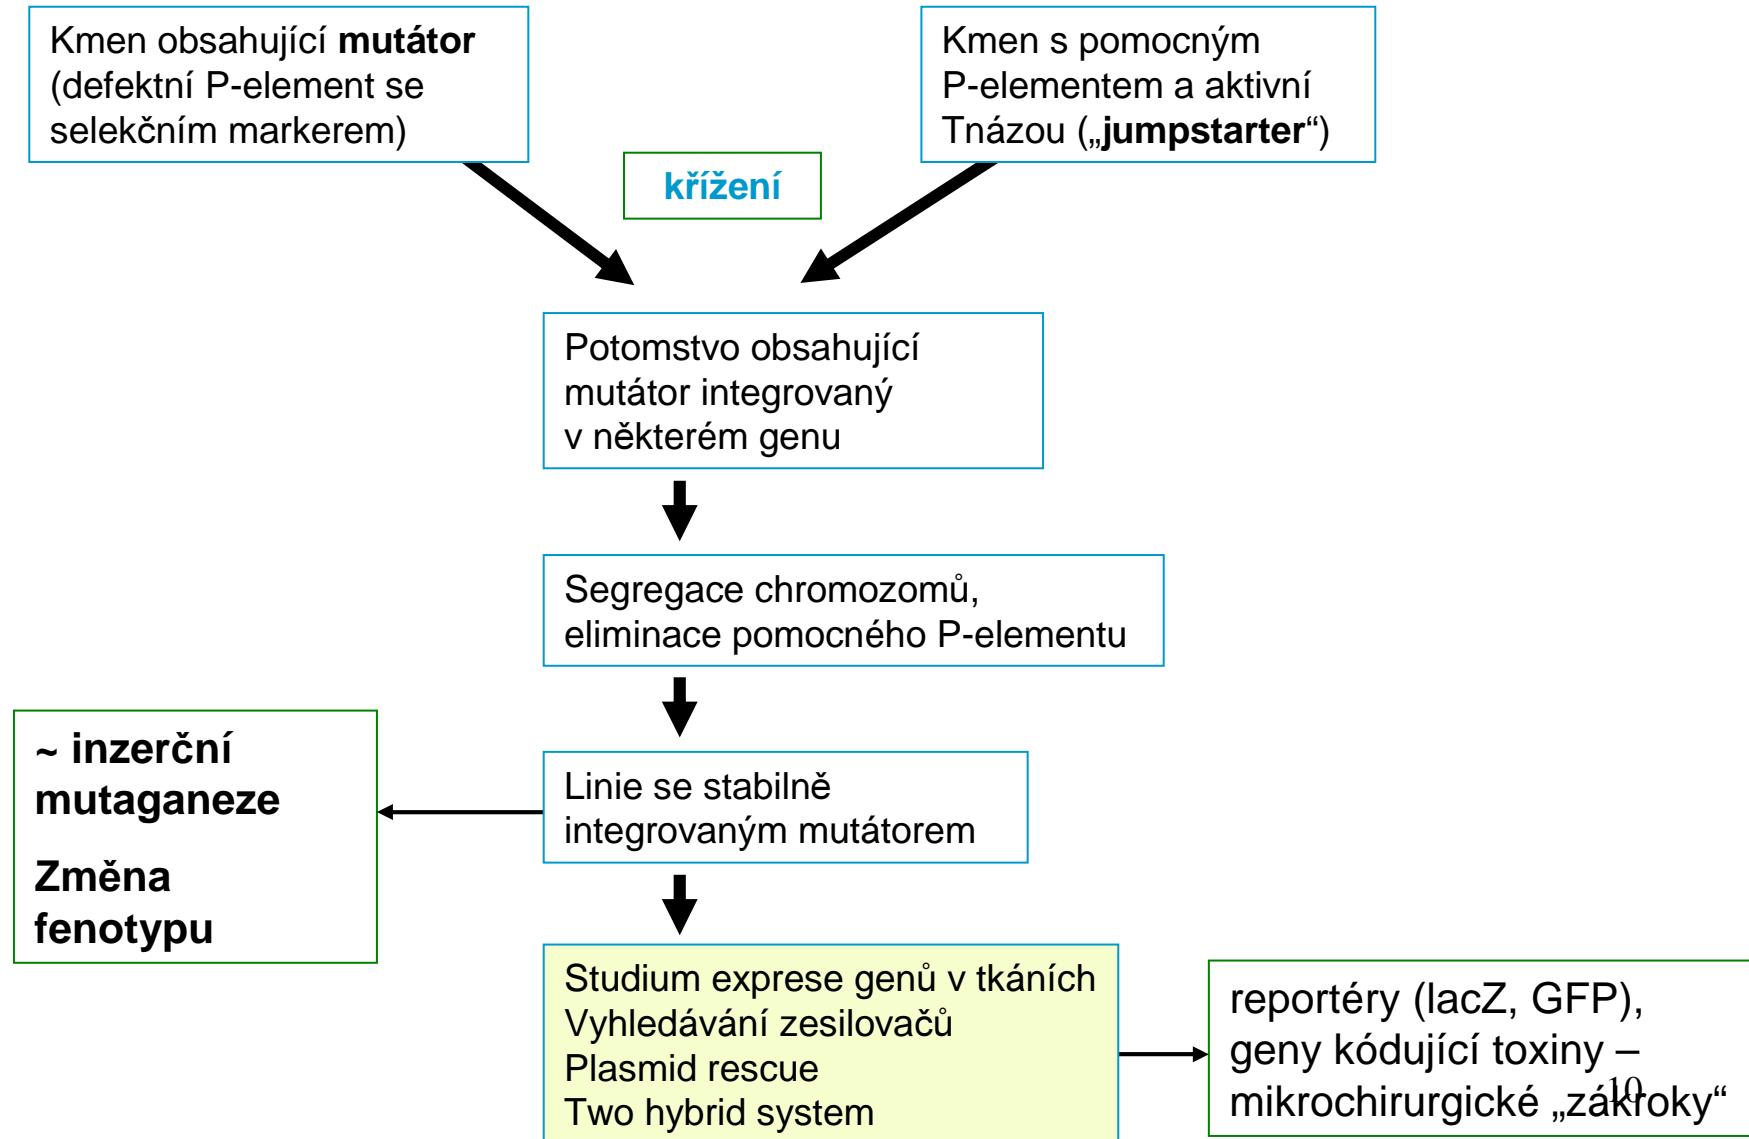 Kmen obsahující mutátor
(defektní P-element se
selekčním markerem)
Kmen s pomocným
P-elementem a aktivní
Tnázou („jumpstarter“)
křížení
Potomstvo obsahující
mutátor integrovaný
v některém genu
Segregace chromozomů,
eliminace pomocného P-elementu
~ inzerční
mutaganeze
Změna
fenotypu
Linie se stabilně
integrovaným mutátorem
Studium exprese genů v tkáních
Vyhledávání zesilovačů
Plasmid rescue
Two hybrid system
reportéry (lacZ, GFP),
geny kódující toxiny –
mikrochirurgické „zákroky“
10